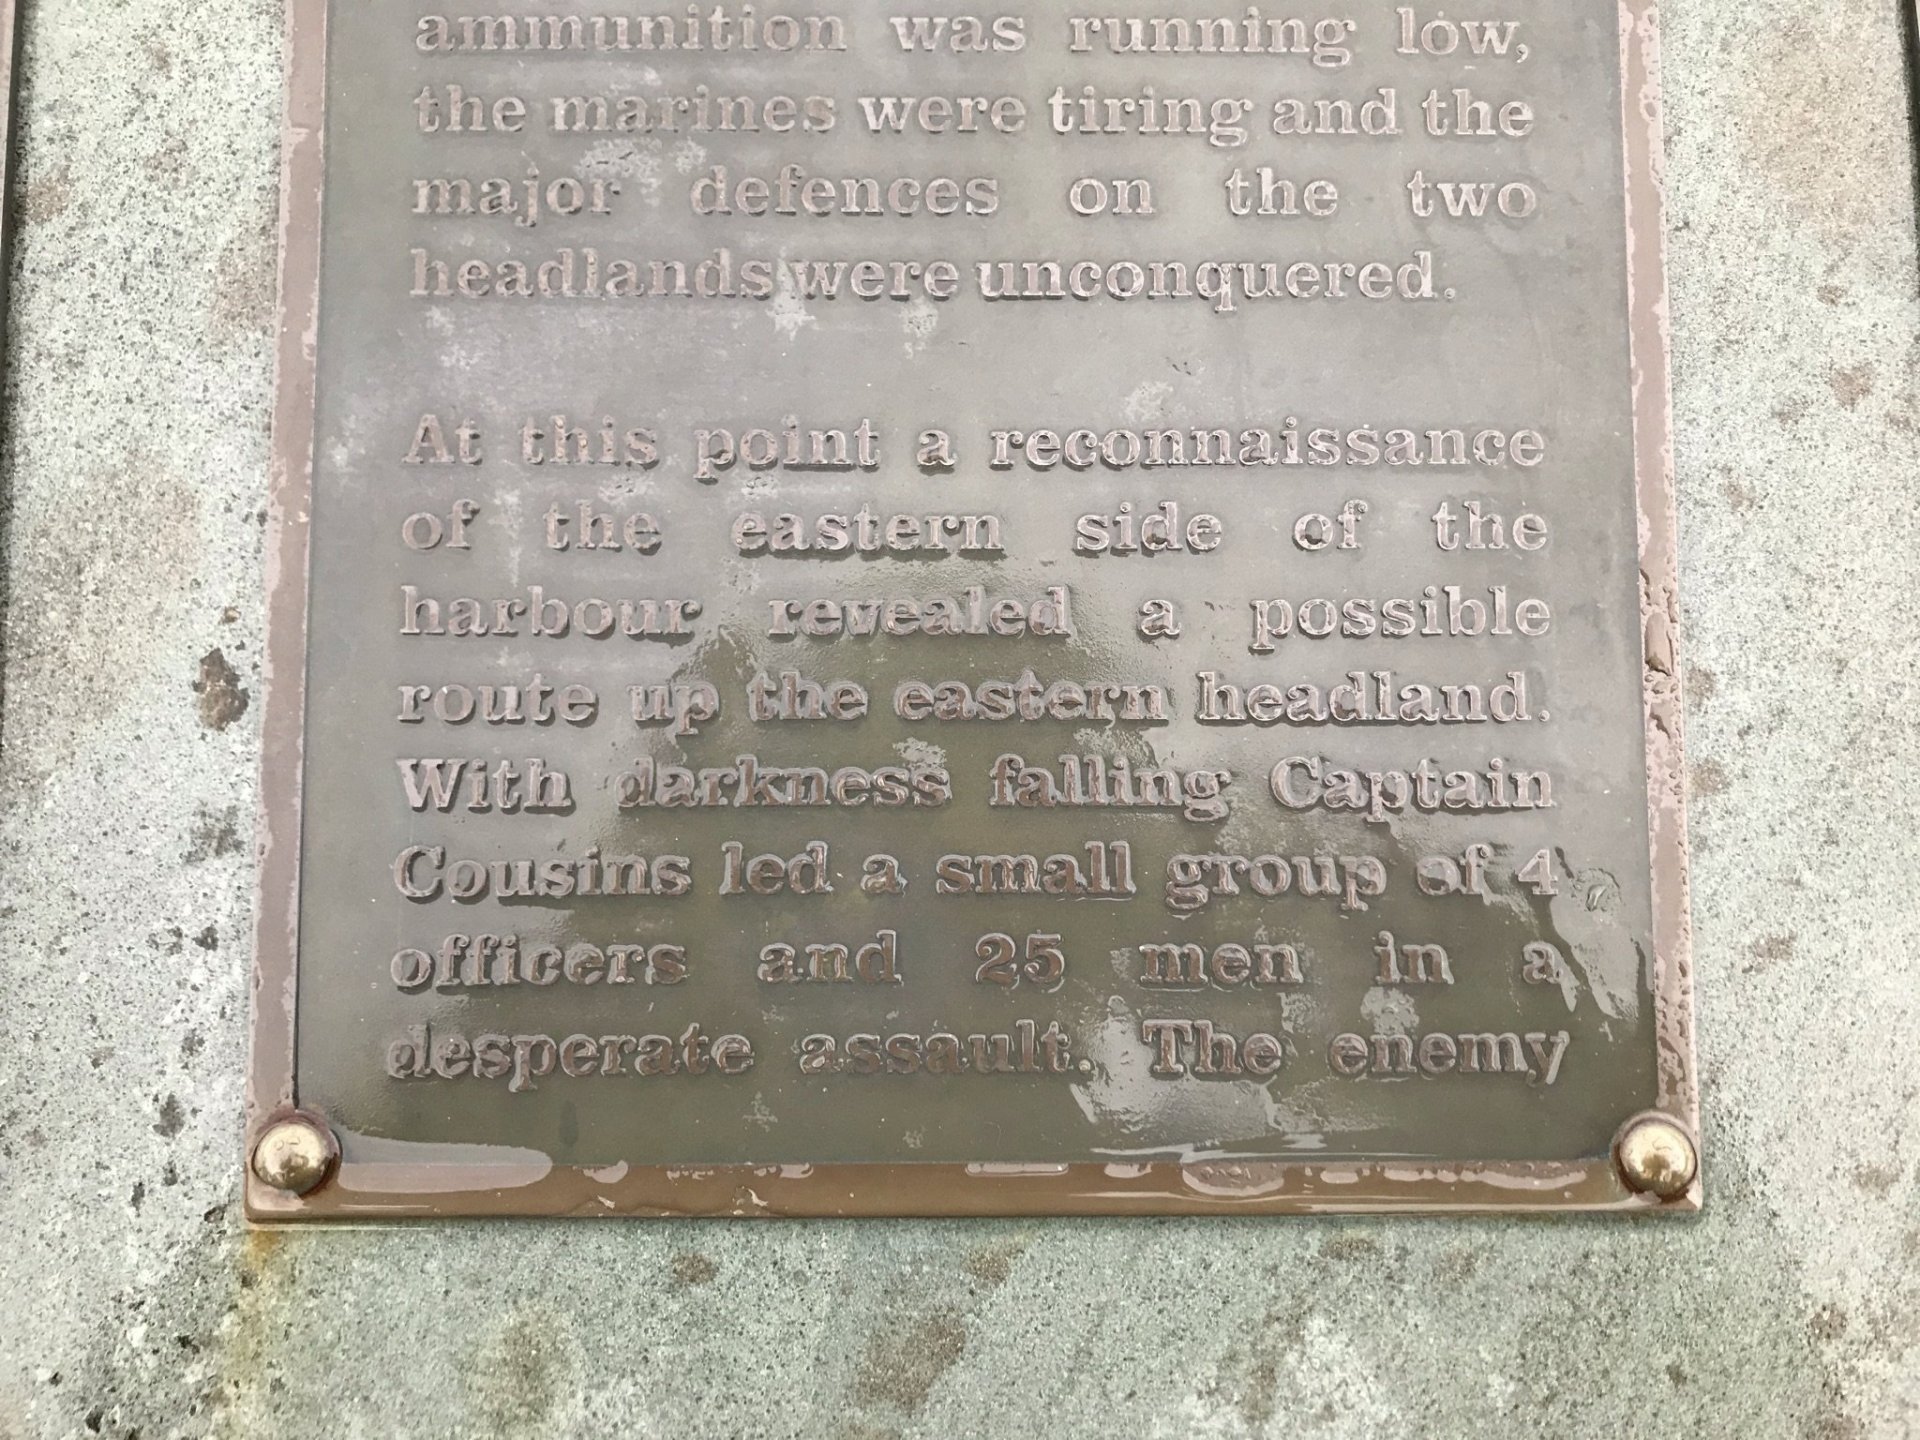 ammunition was running low,
the marines were tiring and the
major defences on the two
headlands were unconquered.
At this point a reconnaissance
of the eastern side of the
harbour revealed a possible
route up the eastern headland.
With darkness falling Captain
Cousins led a small group of 4
officers and 25 men in a
desperate assault. The enemy